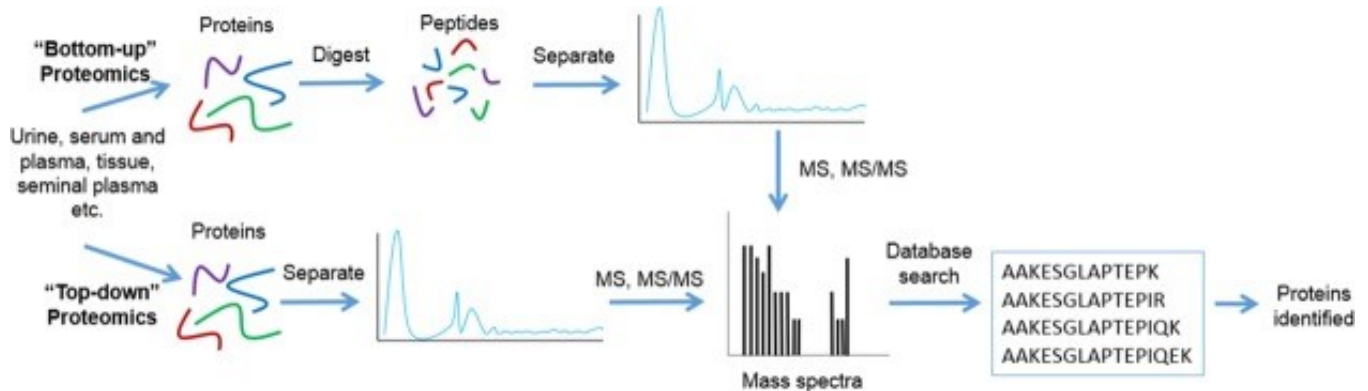 Proteins
Peptides
"Bottom-up"
Proteomics
Digest
Separate
Urine, serum and
plasma, tissue,
seminal plasma
etc.
MS, MS/MS
Proteins
"Top-down"
Proteomics
Separate
MS, MS/MS
Mass spectra
Database
search
AAKESGLAPTEPK
AAKESGLAPTEPIR
AAKESGLAPTEPIQK
AAKESGLAPTEPIQEK
Proteins
identified